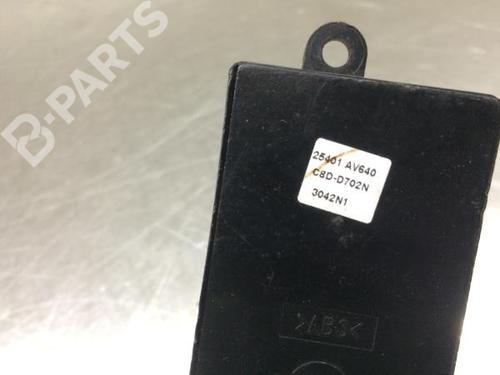 B-PARTS
25401 AV640
C8D-D702N
3042N1
>ABS<